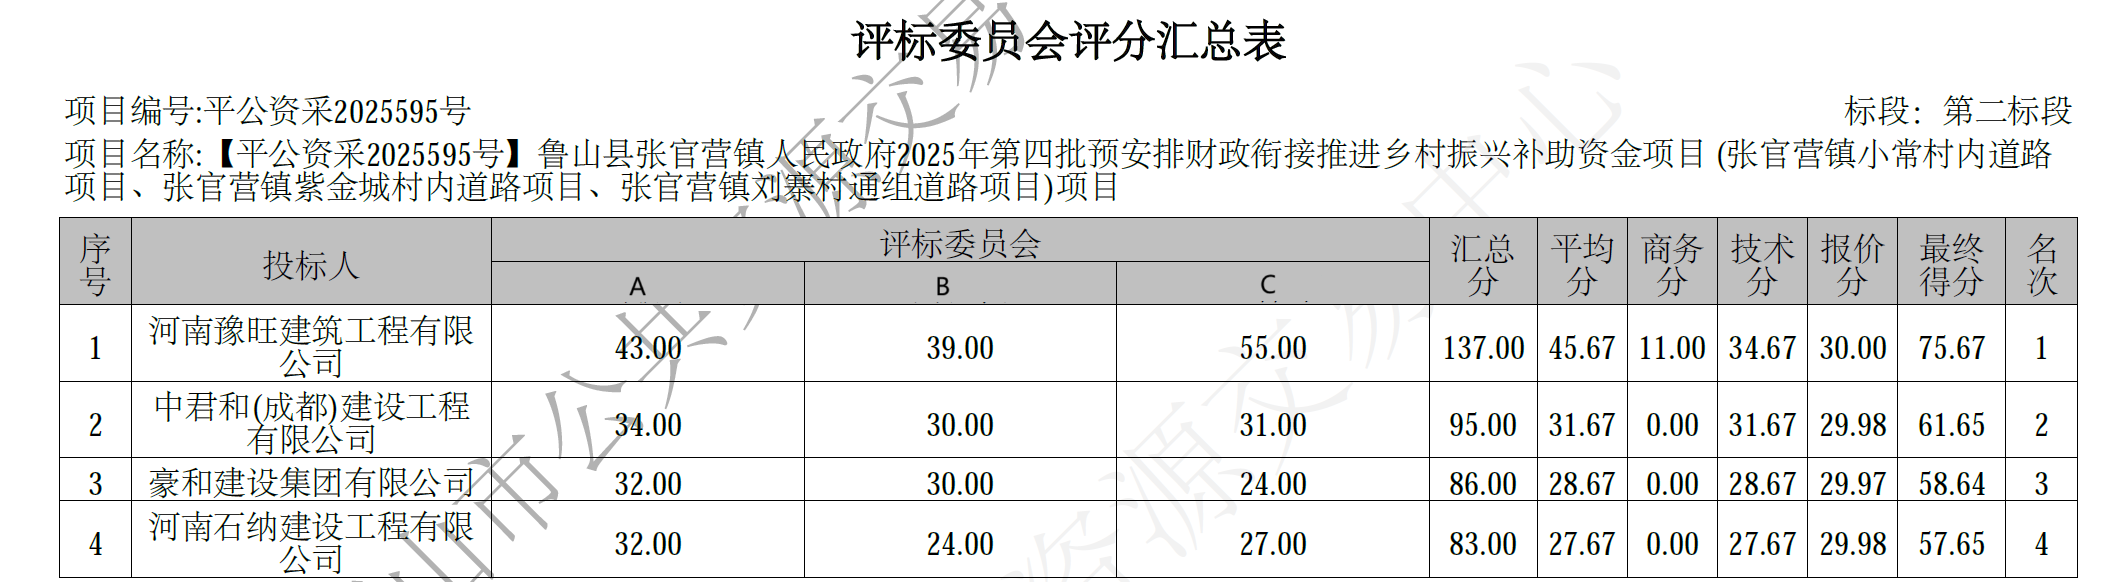 评标委员会评分汇总表
项目编号:平公资采2025595号 标段：第二标段
项目名称:【平公资采2025595号】鲁山县张官营镇人民政府2025年第四批预安排财政衔接推进乡村振兴补助资金项目 (张官营镇小常村内道路
项目、张官营镇紫金城村内道路项目、张官营镇刘寨村通组道路项目)项目
序号 投标人 评标委员会 汇总分 平均分 商务分 技术分 报价分 最终得分 名次
A B C
1 河南豫旺建筑工程有限公司 43.00 39.00 55.00 137.00 45.67 11.00 34.67 30.00 75.67 1
2 中君和(成都)建设工程有限公司 34.00 30.00 31.00 95.00 31.67 0.00 31.67 29.98 61.65 2
3 豪和建设集团有限公司 32.00 30.00 24.00 86.00 28.67 0.00 28.67 29.97 58.64 3
4 河南石纳建设工程有限公司 32.00 24.00 27.00 83.00 27.67 0.00 27.67 29.98 57.65 4
山市公共资源交易
资源交易中心